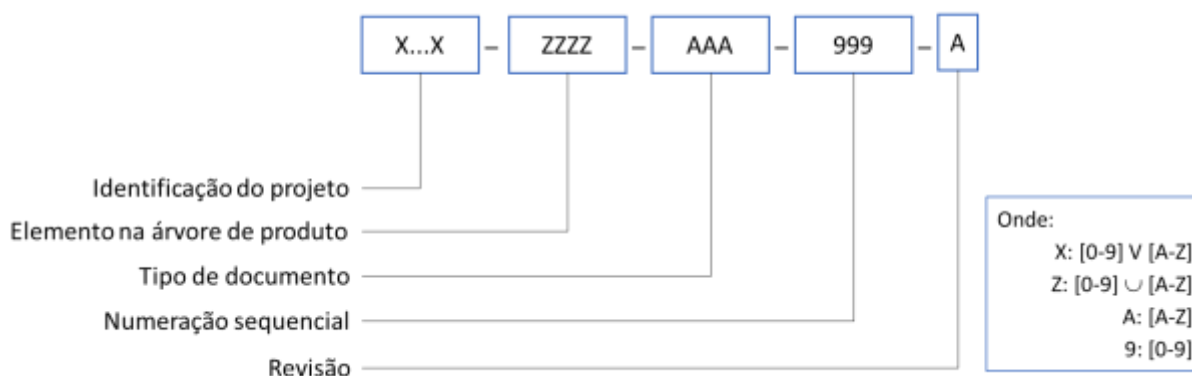 X...X – ZZZZ – AAA – 999 – A
Identificação do projeto
Elemento na árvore de produto
Tipo de documento
Numeração sequencial
Revisão
Onde:
X: [0-9] V [A-Z]
Z: [0-9] ∪ [A-Z]
A: [A-Z]
9: [0-9]